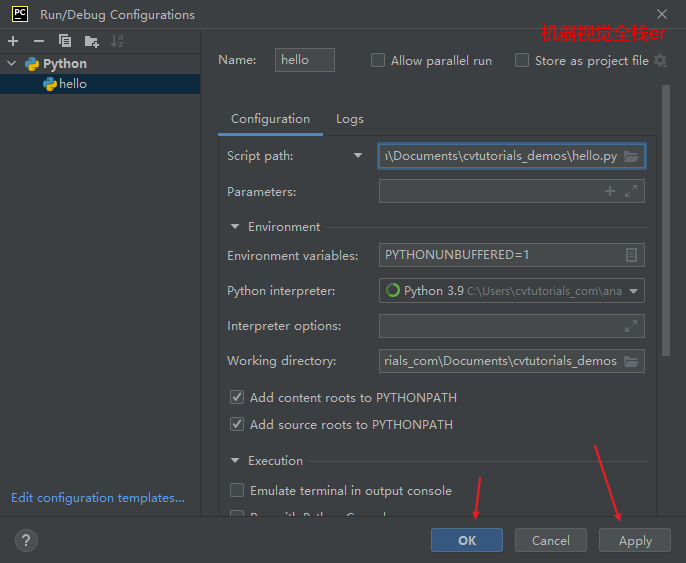 PC Run/Debug Configurations
机器视觉全栈er
Python
hello
Name: hello Allow parallel run Store as project file
Configuration Logs
Script path: \Documents\cvtutorials_demos\hello.py
Parameters:
Environment
Environment variables: PYTHONUNBUFFERED=1
Python interpreter: Python 3.9 C:\Users\cvtutorials_com\ana
Interpreter options:
Working directory: rials_com\Documents\cvtutorials_demos
Add content roots to PYTHONPATH
Add source roots to PYTHONPATH
Execution
Edit configuration templates...
Emulate terminal in output console
? OK Cancel Apply